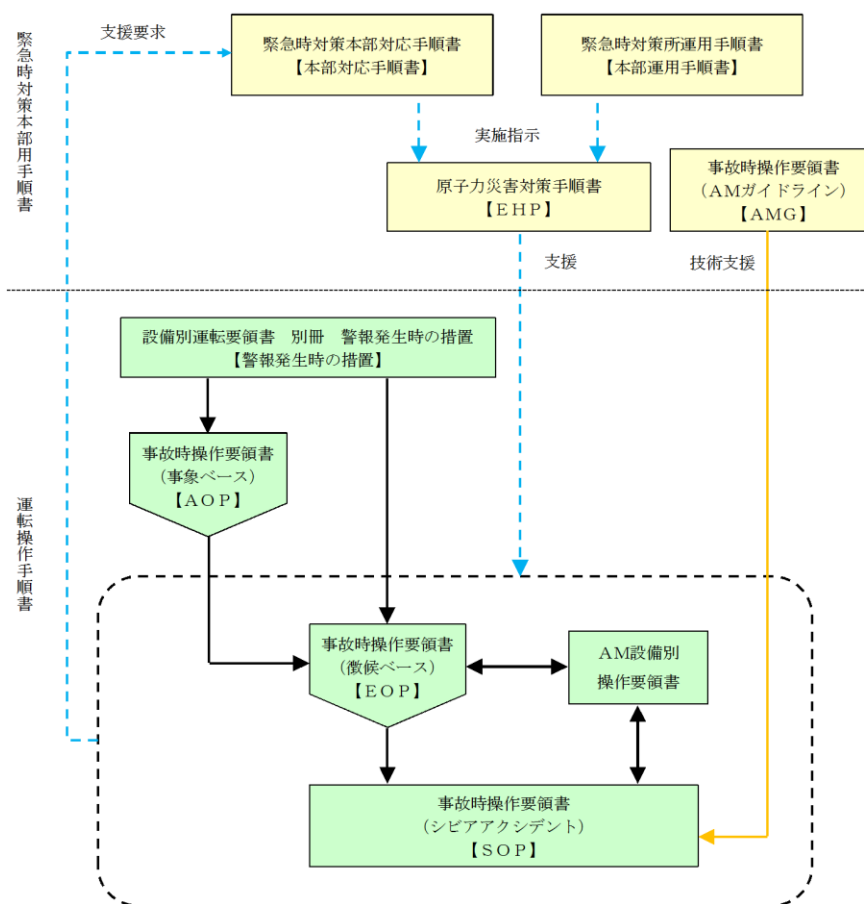 緊急時対策本部用手順書
支援要求
緊急時対策本部対応手順書
【本部対応手順書】
緊急時対策所運用手順書
【本部運用手順書】
実施指示
原子力災害対策手順書
【EHP】
事故時操作要領書
(AMガイドライン)
【AMG】
支援
技術支援
運転操作手順書
設備別運転要領書 別冊 警報発生時の措置
【警報発生時の措置】
事故時操作要領書
(事象ベース)
【AOP】
事故時操作要領書
(徴候ベース)
【EOP】
AM設備別
操作要領書
事故時操作要領書
(シビアアクシデント)
【SOP】